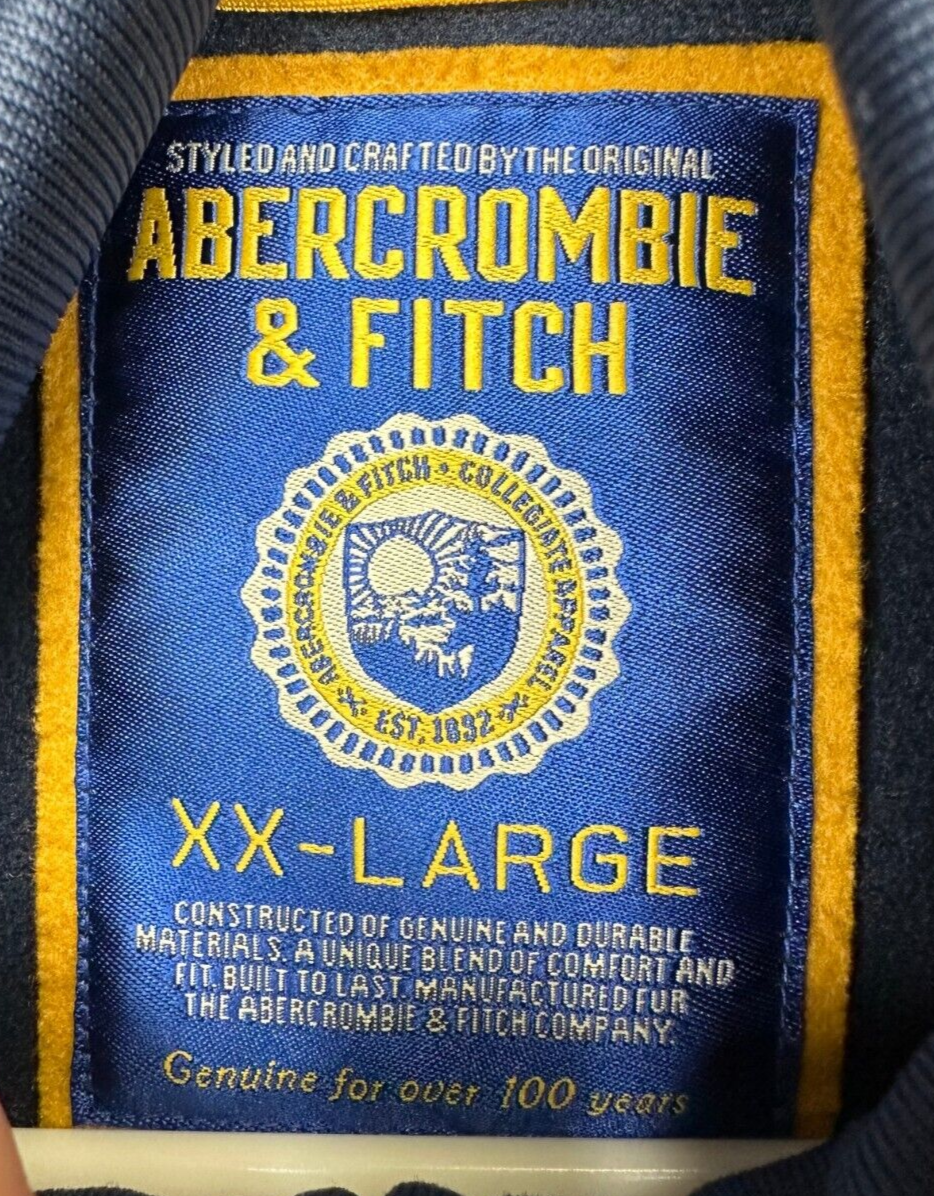 STYLED AND CRAFTED BY THE ORIGINAL
ABERCROMBIE
& FITCH
ABERCROMBIE & FITCH • COLLEGIATE APPAREL
EST. 1892
XX-LARGE
CONSTRUCTED OF GENUINE AND DURABLE
MATERIALS. A UNIQUE BLEND OF COMFORT AND
FIT. BUILT TO LAST. MANUFACTURED FUR
THE ABERCROMBIE & FITCH COMPANY.
Genuine for over 100 years